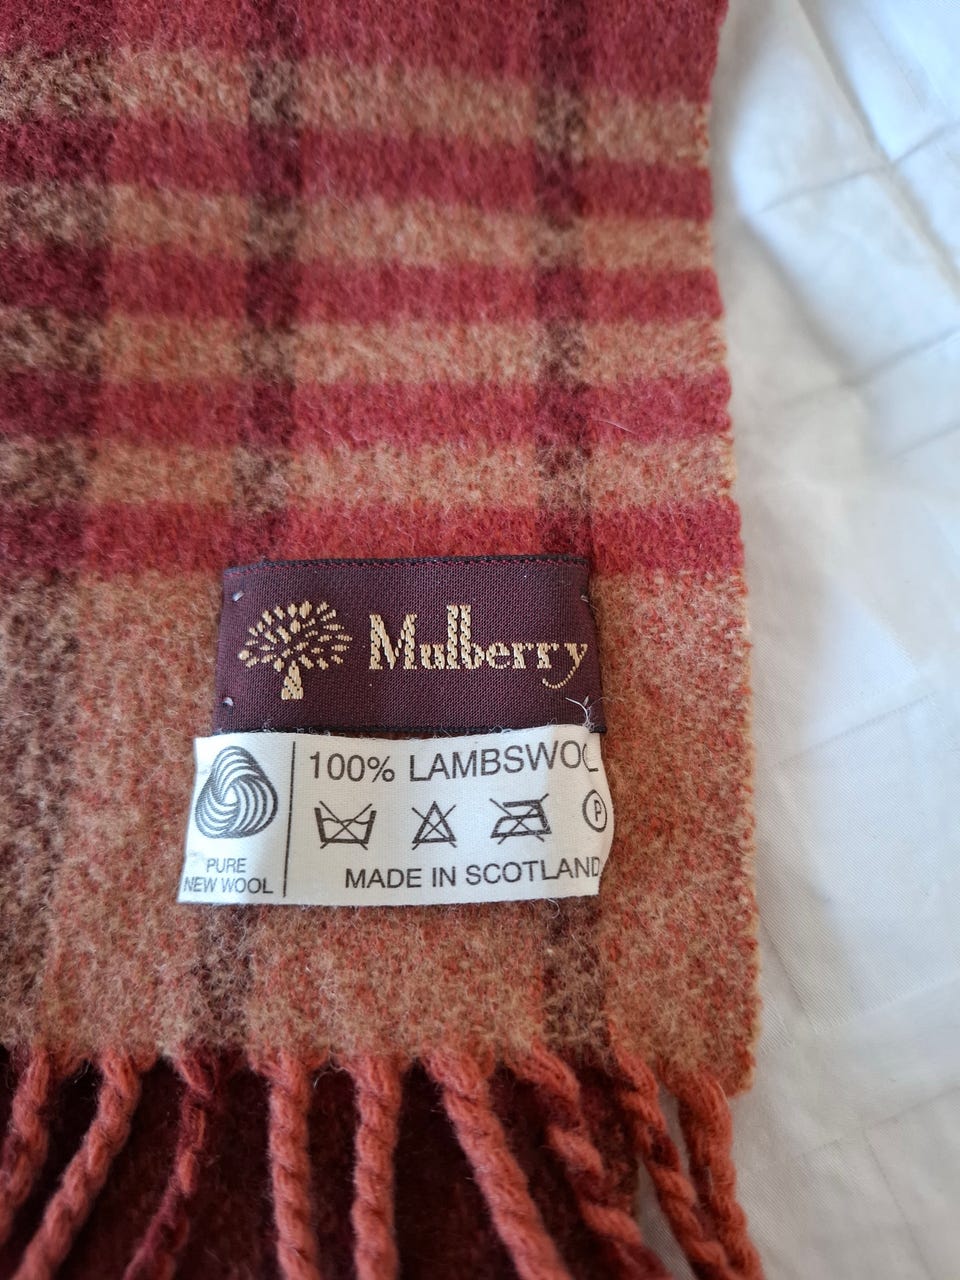 Mulberry
100% LAMBSWOOL
P
MADE IN SCOTLAND
PURE
NEW WOOL